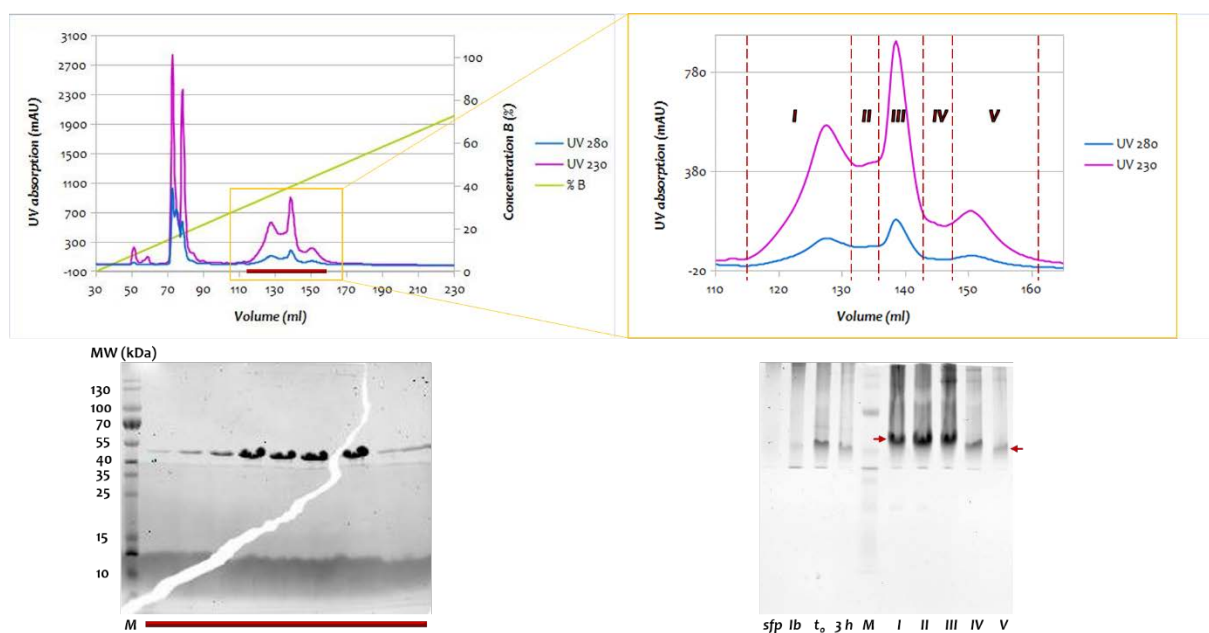 3100
2700
2300
1900
1500
1100
700
300
-100
UV absorption (mAU)
100
80
60
40
20
0
Concentration B (%)
30 50 70 90 110 130 150 170 190 210 230
Volume (ml)
UV 280
UV 230
% B
780
380
-20
UV absorption (mAU)
I II III IV V
110 120 130 140 150 160
Volume (ml)
UV 280
UV 230
MW (kDa)
130
100
70
55
40
35
25
15
10
M
sfp Ib t₀ 3 h M I II III IV V